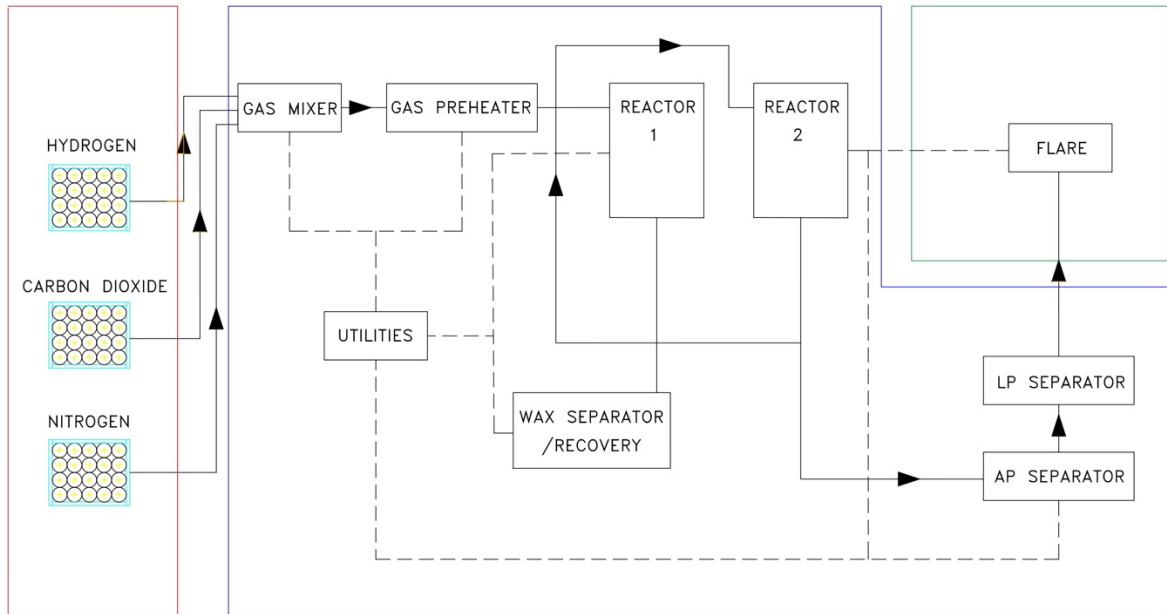 GAS MIXER
GAS PREHEATER
REACTOR
1
REACTOR
2
HYDROGEN
FLARE
CARBON DIOXIDE
UTILITIES
LP SEPARATOR
NITROGEN
WAX SEPARATOR
/RECOVERY
AP SEPARATOR